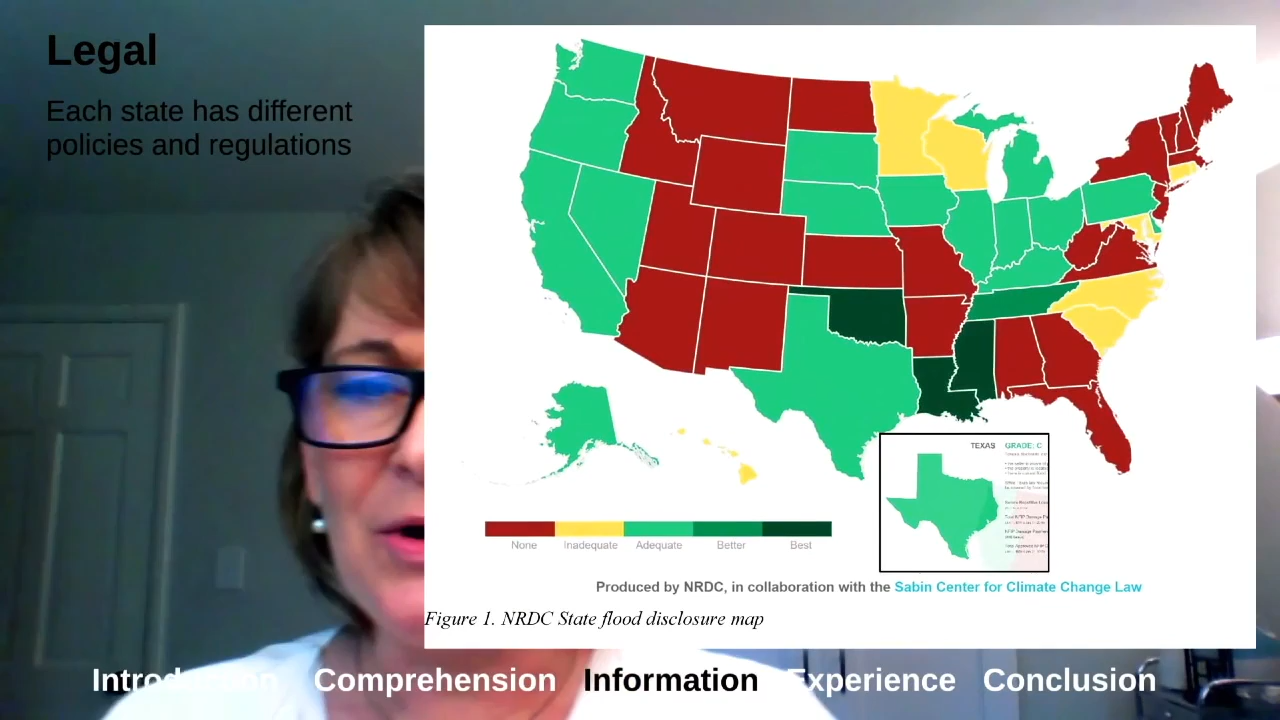 Legal
Each state has different
policies and regulations
TEXAS GRADE: C
None Inadequate Adequate Better Best
Produced by NRDC, in collaboration with the Sabin Center for Climate Change Law
Figure 1. NRDC State flood disclosure map
Introduction Comprehension Information Experience Conclusion